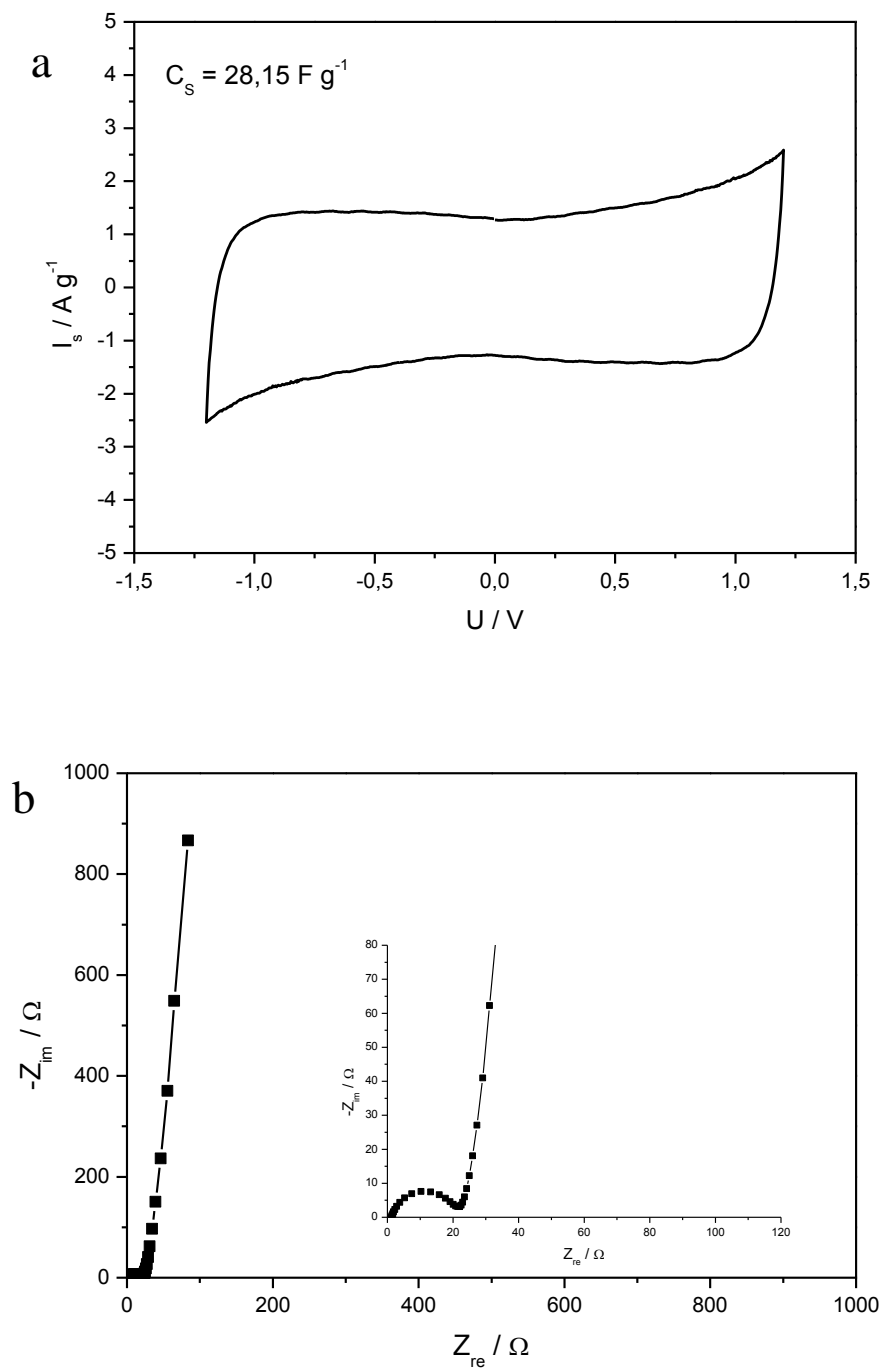 a
C_S = 28,15 F g^-1
5
4
3
2
1
0
-1
-2
-3
-4
-5
I_s / A g^-1
-1,5 -1,0 -0,5 0,0 0,5 1,0 1,5
U / V
b
1000
800
600
400
200
0
-Z_im / Ω
0 200 400 600 800 1000
Z_re / Ω
80
70
60
50
40
30
20
10
0
-Z_im / Ω
0 20 40 60 80 100 120
Z_re / Ω